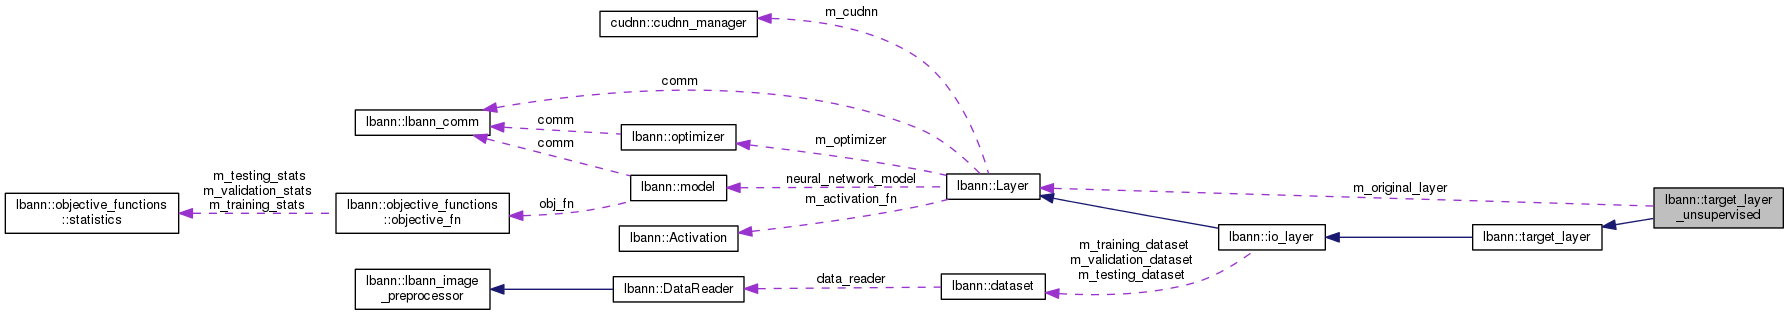 m_cudnn
cudnn::cudnn_manager
comm
lbann::lbann_comm
comm
lbann::optimizer
m_optimizer
comm
m_testing_stats
m_validation_stats
m_training_stats
lbann::objective_functions
::statistics
lbann::objective_functions
::objective_fn
obj_fn
lbann::model
neural_network_model
m_activation_fn
lbann::Layer
m_original_layer
lbann::target_layer
_unsupervised
lbann::Activation
lbann::io_layer
lbann::target_layer
m_training_dataset
m_validation_dataset
m_testing_dataset
lbann::lbann_image
_preprocessor
lbann::DataReader
data_reader
lbann::dataset